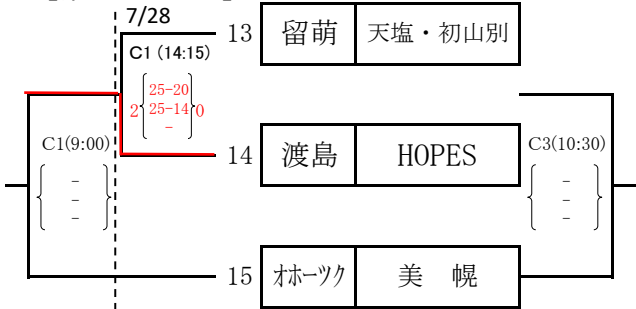 7/28
13 留萌 天塩・初山別
C1 (14:15)
25-20
2 25-14 0
-
C1(9:00)
14 渡島 HOPES
C3(10:30)
-
-
-
-
-
-
15 ｵﾎｰﾂｸ 美 幌